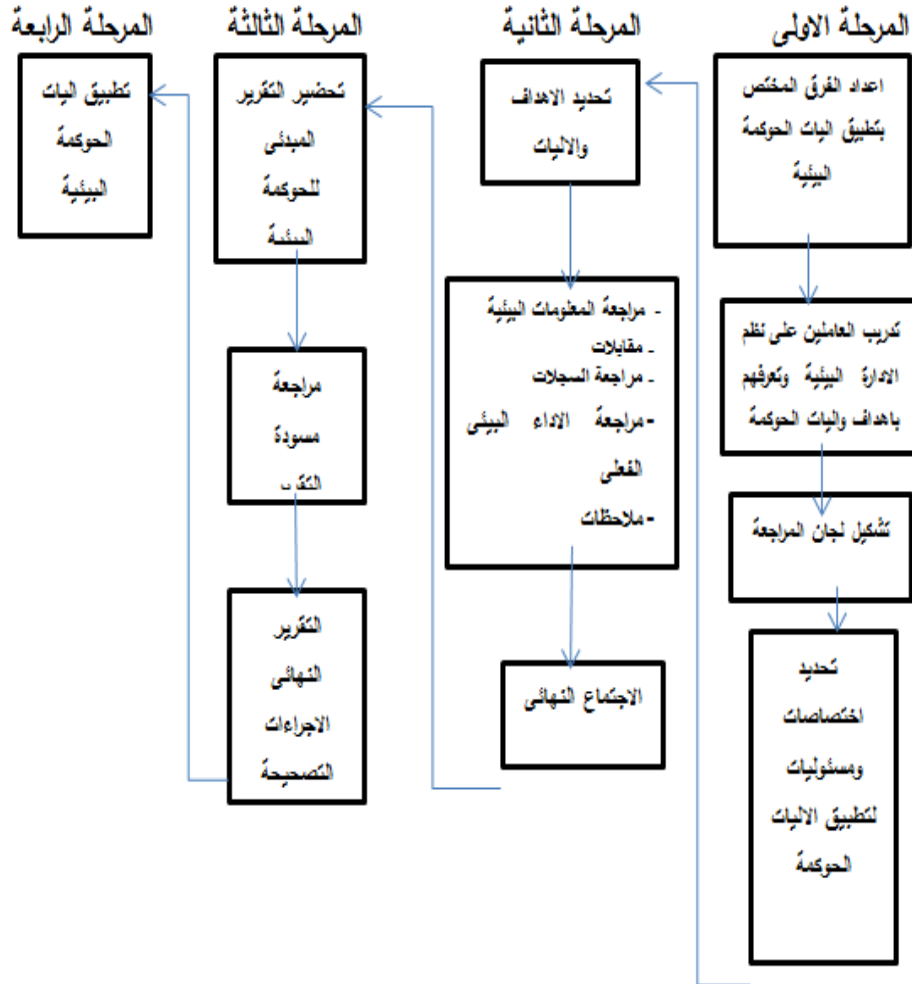 المرحلة الاولى
اعداد الفرق المختص
بتطبيق اليات الحوكمة
البيئية
تدريب العاملين على نظم
الادارة البيئية وتعرفهم
باهداف واليات الحوكمة
تشكيل لجان المراجعة
تحديد
اختصاصات
ومسئوليات
لتطبيق الاليات
الحوكمة
المرحلة الثانية
تحديد الاهداف
والاليات
- مراجعة المعلومات البيئية
- مقابلات
- مراجعة السجلات
- مراجعة الاداء البيئى
الفعلى
- ملاحظات
الاجتماع النهائى
المرحلة الثالثة
تحضير التقرير
المبدئى
للحوكمة
البيئية
مراجعة
مسودة
التقرير
التقرير
النهائى
الاجراءات
التصحيحة
المرحلة الرابعة
تطبيق اليات
الحوكمة
البيئية